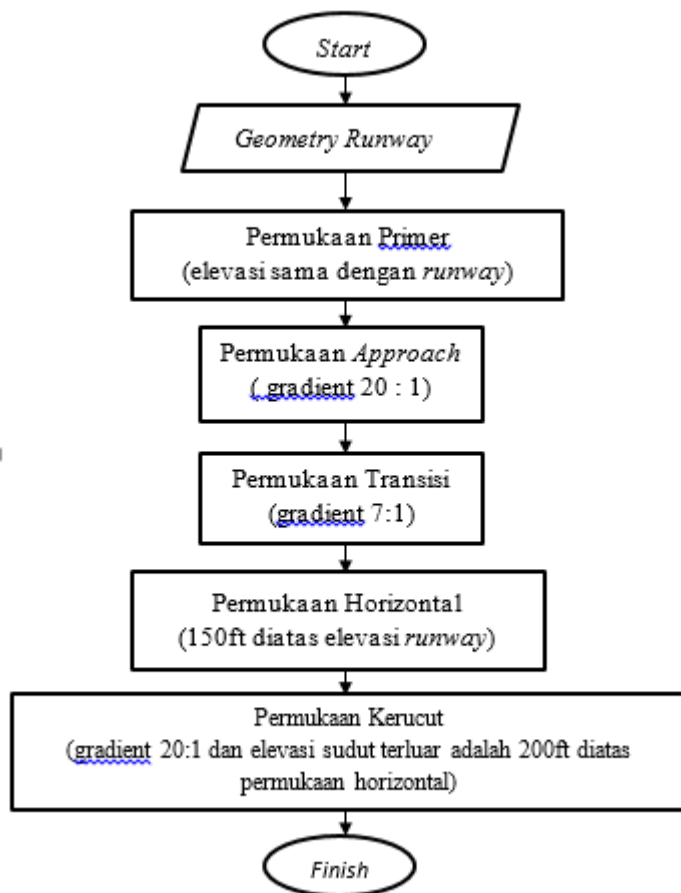 Start
Geometry Runway
Permukaan Primer
(elevasi sama dengan runway)
Permukaan Approach
( gradient 20 : 1)
Permukaan Transisi
(gradient 7:1)
Permukaan Horizontal
(150ft diatas elevasi runway)
Permukaan Kerucut
(gradient 20:1 dan elevasi sudut terluar adalah 200ft diatas
permukaan horizontal)
Finish